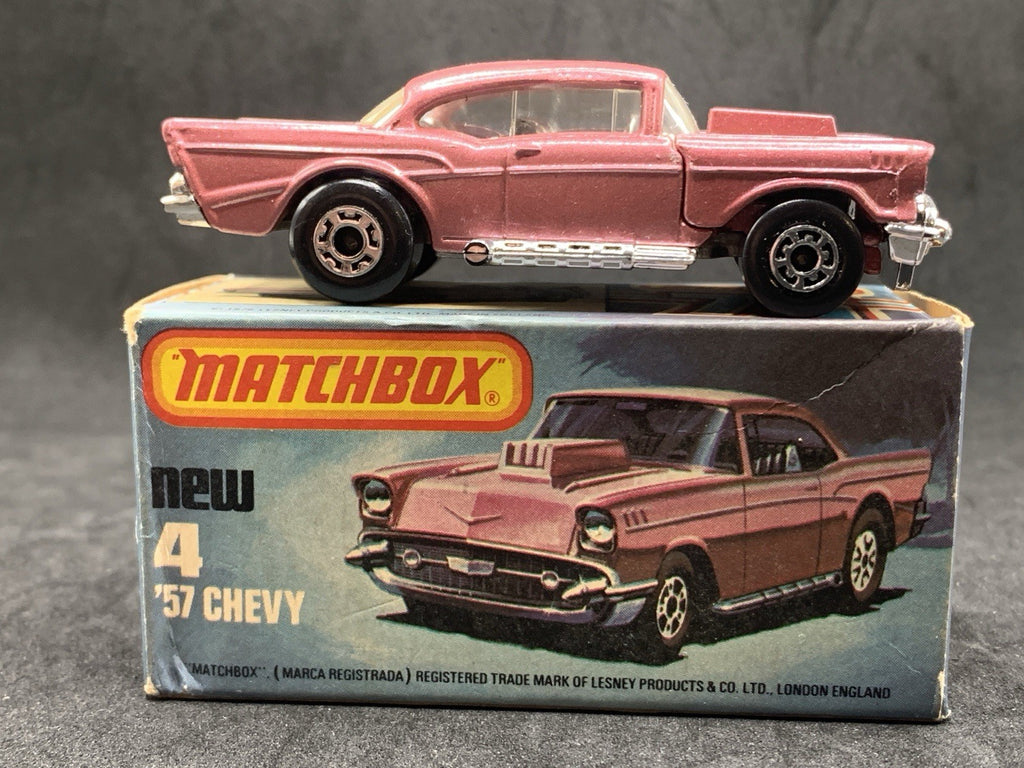 "MATCHBOX"®
new
4
'57 CHEVY
"MATCHBOX". (MARCA REGISTRADA) REGISTERED TRADE MARK OF LESNEY PRODUCTS & CO. LTD., LONDON ENGLAND